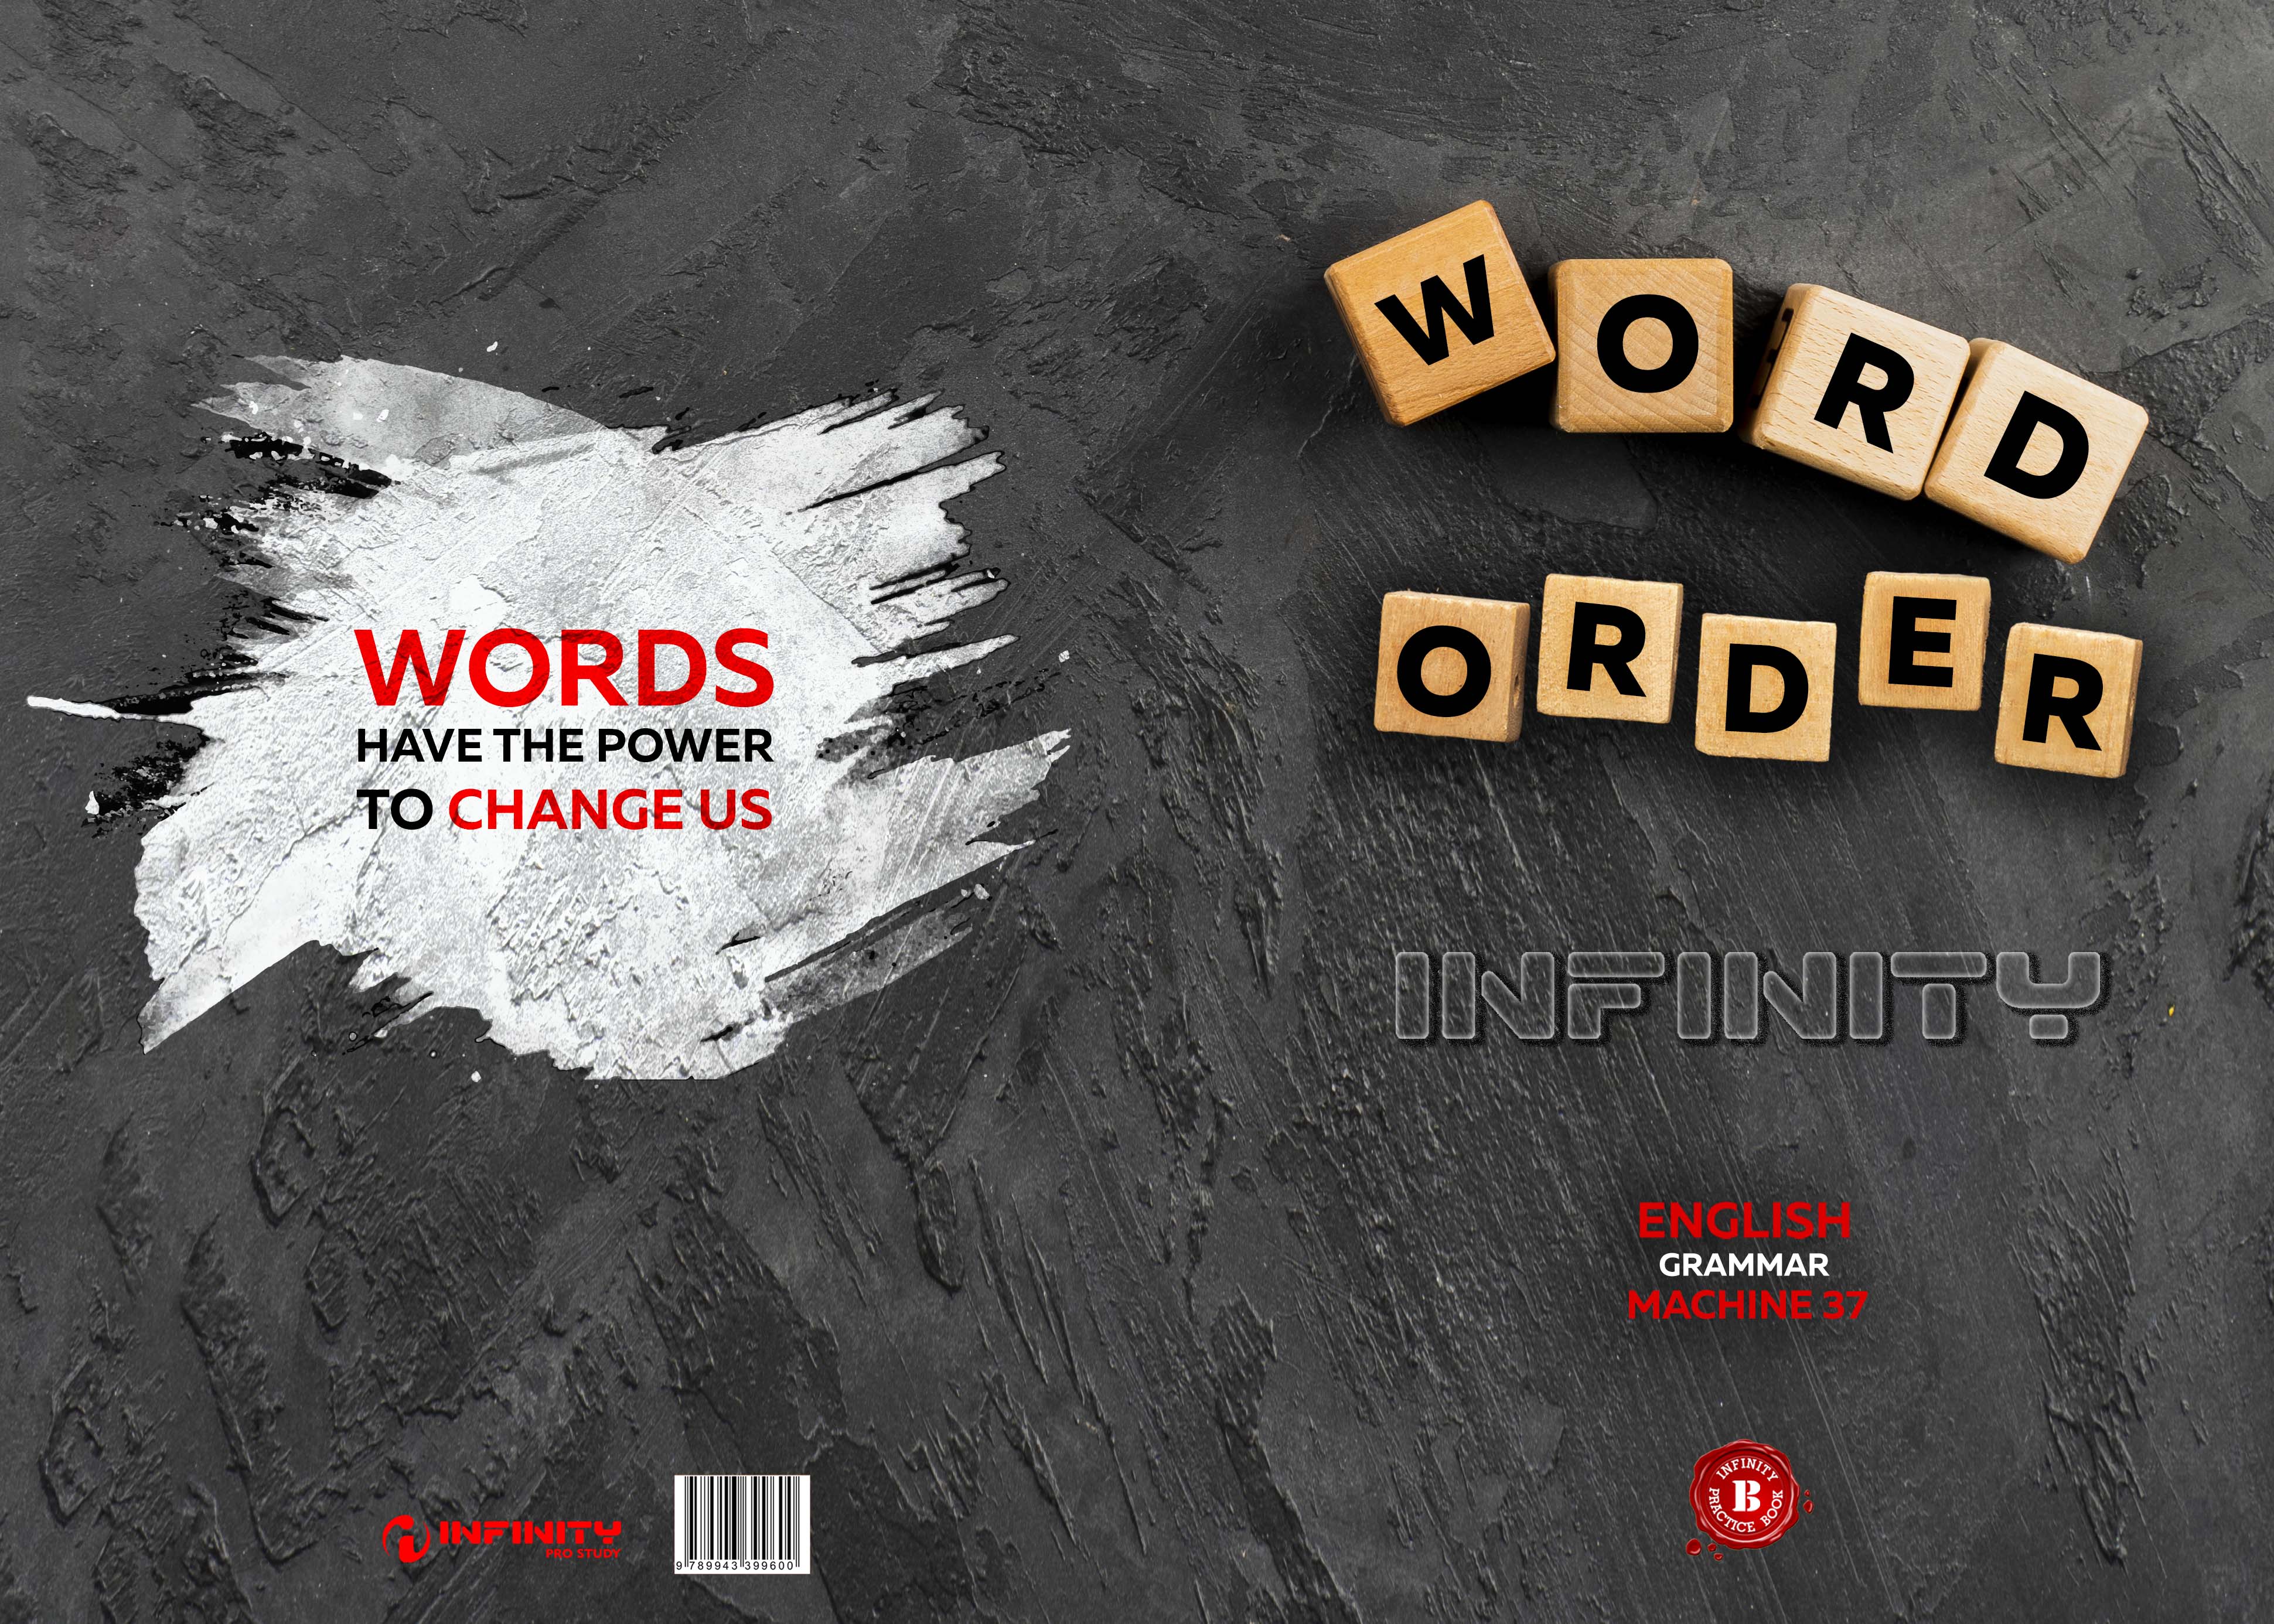 WORDS
HAVE THE POWER
TO CHANGE US
INFINITY
PRO STUDY
9 789943 399600
WORD
ORDER
INFINITY
ENGLISH
GRAMMAR
MACHINE 37
INFINITY
B
PRACTICE BOOK